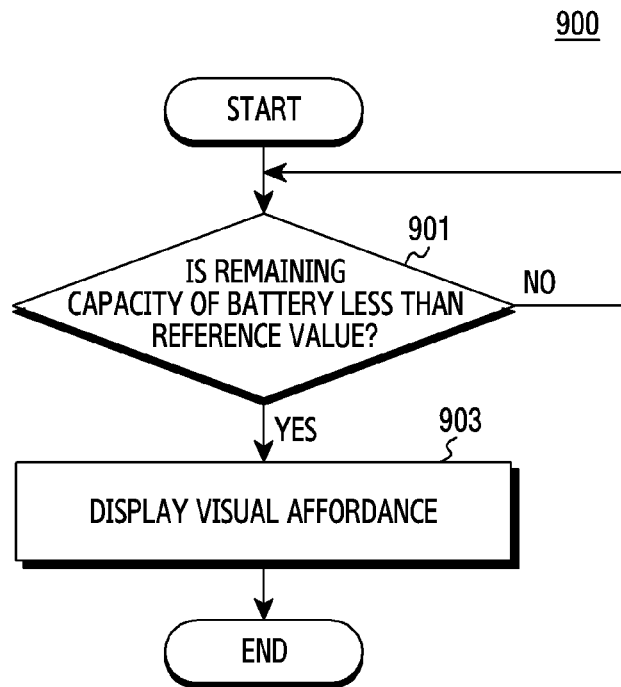 900
START
901
IS REMAINING
CAPACITY OF BATTERY LESS THAN
REFERENCE VALUE?
NO
YES
903
DISPLAY VISUAL AFFORDANCE
END